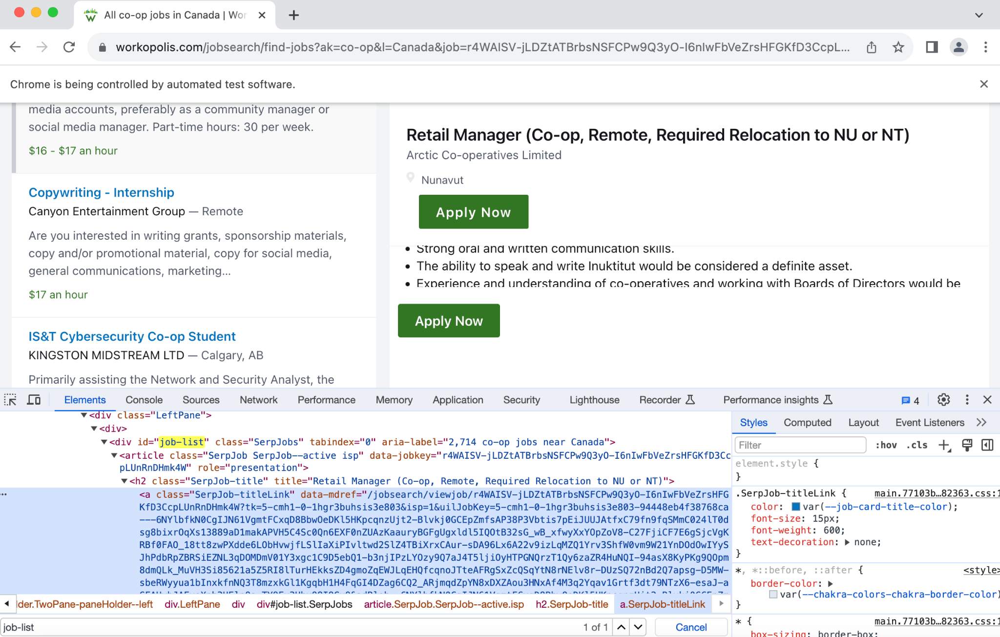 All co-op jobs in Canada | Wor
workopolis.com/jobsearch/find-jobs?ak=co-op&l=Canada&job=r4WAISV-jLDZtATBrbsNSFCPw9Q3yO-I6nIwFbVeZrsHFGKfD3CcpL...
Chrome is being controlled by automated test software.
media accounts, preferably as a community manager or
social media manager. Part-time hours: 30 per week.
$16 - $17 an hour
Copywriting - Internship
Canyon Entertainment Group — Remote
Are you interested in writing grants, sponsorship materials,
copy and/or promotional material, copy for social media,
general communications, marketing...
$17 an hour
IS&T Cybersecurity Co-op Student
KINGSTON MIDSTREAM LTD — Calgary, AB
Primarily assisting the Network and Security Analyst, the
Retail Manager (Co-op, Remote, Required Relocation to NU or NT)
Arctic Co-operatives Limited
Nunavut
Apply Now
• Strong oral and written communication skills.
• The ability to speak and write Inuktitut would be considered a definite asset.
• Experience and understanding of co-operatives and working with Boards of Directors would be
Apply Now
Elements Console Sources Network Performance Memory Application Security Lighthouse Recorder Performance insights 4
<div class="LeftPane">
<div>
<div id="job-list" class="SerpJobs" tabindex="0" aria-label="2,714 co-op jobs near Canada">
<article class="SerpJob SerpJob--active isp" data-jobkey="r4WAISV-jLDZtATBrbsNSFCPw9Q3yO-I6nIwFbVeZrsHFGKfD3Cc
pLUnRnDHmk4W" role="presentation">
<h2 class="SerpJob-title" title="Retail Manager (Co-op, Remote, Required Relocation to NU or NT)">
<a class="SerpJob-titleLink" data-mdref="/jobsearch/viewjob/r4WAISV-jLDZtATBrbsNSFCPw9Q3yO-I6nIwFbVeZrsHFG
KfD3CcpLUnRnDHmk4W?tk=5-cmh1-0-1hgr3buhsis3e803&isp=1&uilJobKey=5-cmh1-0-1hgr3buhsis3e803-94448eb4f38768ca
---6NYlbfkN0CgIJN61VgmtFCxqD8BbwOeDKl5HKpcqnzUjt2-Blvkj0GCEpZmfsAP38P3Vbtis7pEiJUUJAtfxC79fn9fqSMmC024lT0d
sg8bixrOqXs13889aD1makAPVH5C4Sc0Qn6EXF0nZUAzKaauryBGFgUgxldl5IQOtB32sG_wB_xfwyXxYOpZoV8-C27FjiCF7E6gSjcVgK
RBf0FAO_18tt8zwPXdde6LObHvwjfLSlIaXiPIvltwd2SlZ4TBiXrxCAur-sDA96Lx6A22v9izLqMZQ1Yrv3ShfW0vm9W21YnDOdOwIYyS
JhPdbRpZBRSiEZNL3qDOMDmV01Y3xgc1C9D5ebQ1-b3njIPzLYOzy9Q7aJ4T5ljiOyHTPGNQrzT1Qy6zaZR4HuNQI-94asX8KyPKg9QOpm
8dmQLk_MuVH3Si85621a5Z5RI8lTurHEkksZD4gmoZqEWJLqEHQfcqnoJTteAFRgSxZcQSqYtN8rNElv8r-DUzSQ72nBd2Q7apsg-D5MW-
sbeRWyyua1bInxkfnNQ3T8mzxkGl1KgqbH1H4FqGI4DZag6CQ2_ARjmqdZpYN8xDXZAou3HNxAf4M3q2Yqav1Grtf3dt79NTzX6-esaJ-a
lder.TwoPane-paneHolder--left div.LeftPane div div#job-list.SerpJobs article.SerpJob.SerpJob--active.isp h2.SerpJob-title a.SerpJob-titleLink
job-list 1 of 1 Cancel
Styles Computed Layout Event Listeners
Filter :hov .cls
element.style {
}
.SerpJob-titleLink { main.77103b…82363.css:1
color: var(--job-card-title-color);
font-size: 15px;
font-weight: 600;
text-decoration: none;
}
*, *::before, ::after { <style>
border-color:
var(--chakra-colors-chakra-border-color)
}
* { main.77103b…82363.css:1
box-sizing: border-box;